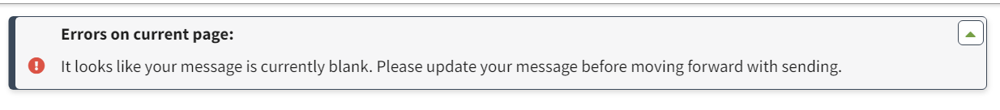 Errors on current page:
It looks like your message is currently blank. Please update your message before moving forward with sending.